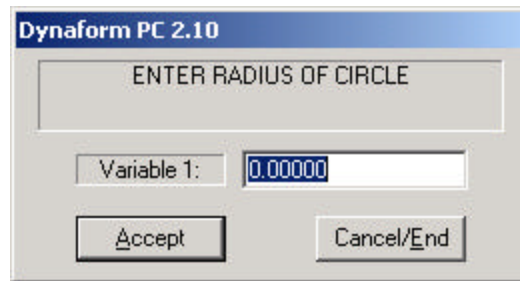 Dynaform PC 2.10
ENTER RADIUS OF CIRCLE
Variable 1: 0.00000
Accept Cancel/End